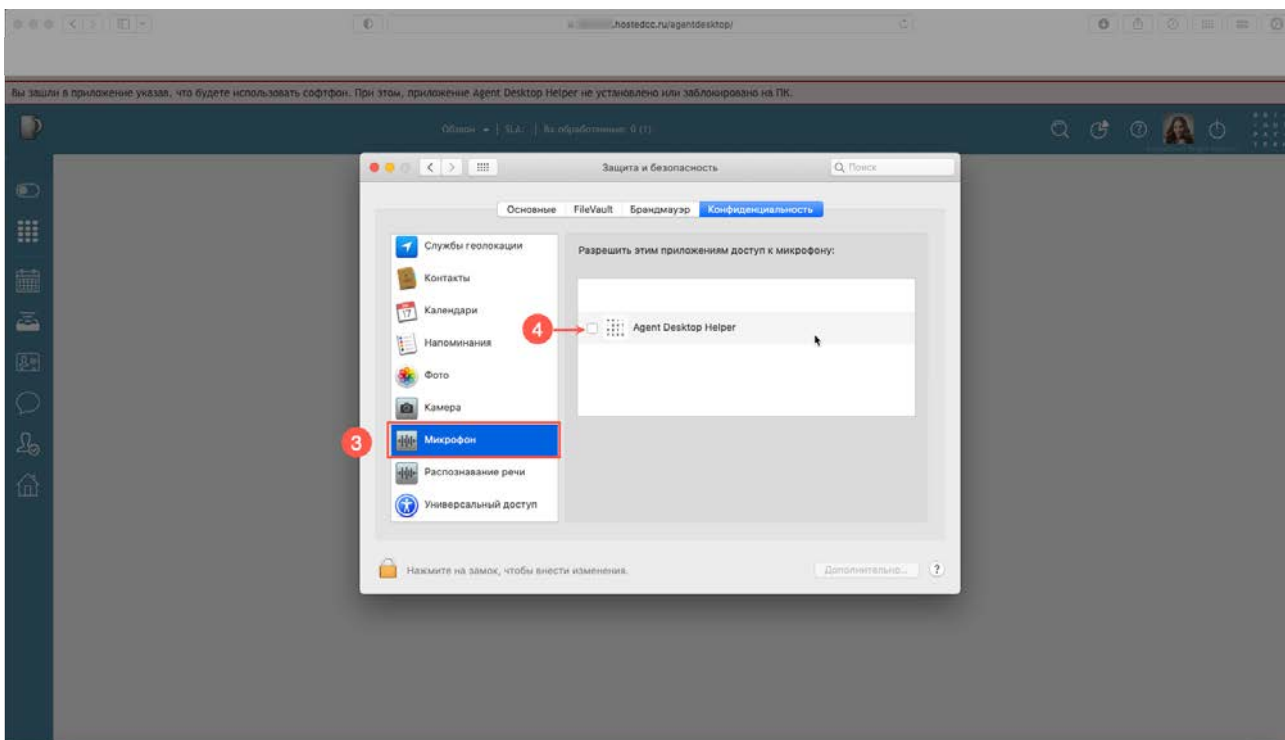 .hostedcc.ru/agentdesktop/
Вы зашли в приложение указав, что будете использовать софтфон. При этом, приложение Agent Desktop Helper не установлено или заблокировано на ПК.
Обзвон | SLA: | Вх обработанные: 0 (1)
Защита и безопасность
Поиск
Основные FileVault Брандмауэр Конфиденциальность
Службы геолокации
Разрешить этим приложениям доступ к микрофону:
Контакты
17
Календари
4
Agent Desktop Helper
Напоминания
Фото
Камера
3
Микрофон
Распознавание речи
Универсальный доступ
Нажмите на замок, чтобы внести изменения.
Дополнительно... ?